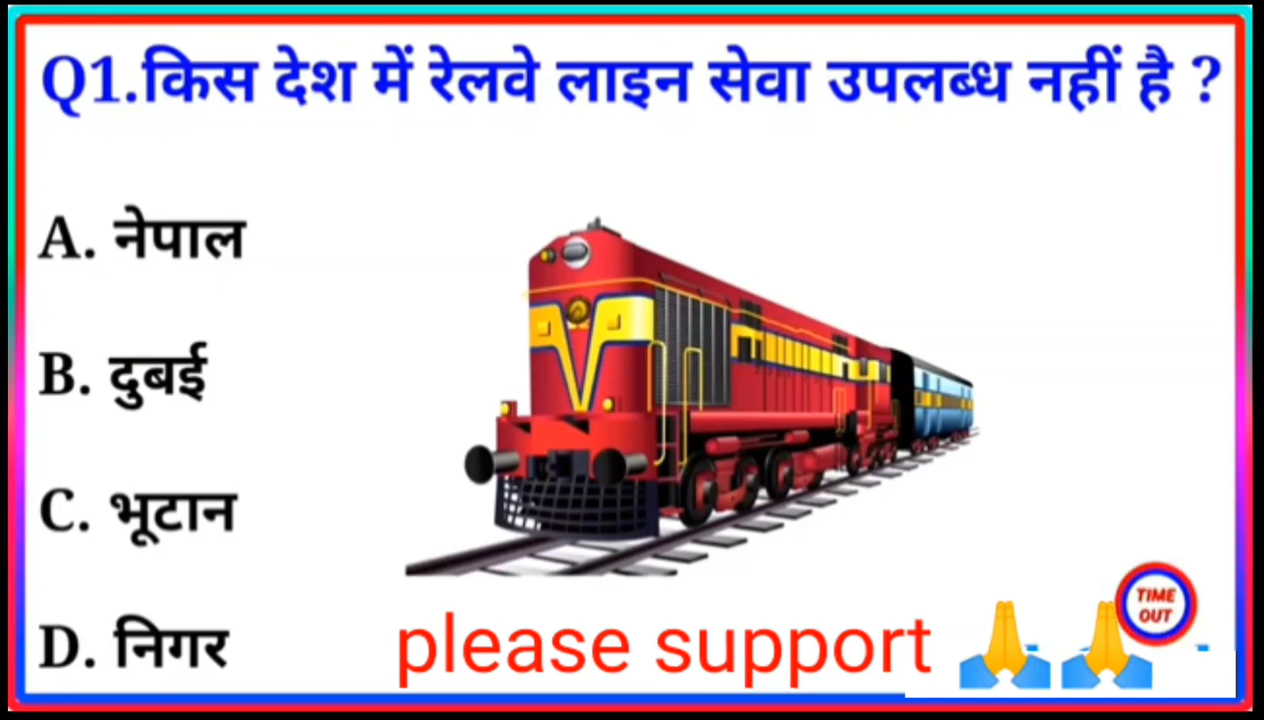 Q1.किस देश में रेलवे लाइन सेवा उपलब्ध नहीं है ?
A. नेपाल
B. दुबई
C. भूटान
D. निगर
TIME
OUT
please support 🙏 🙏